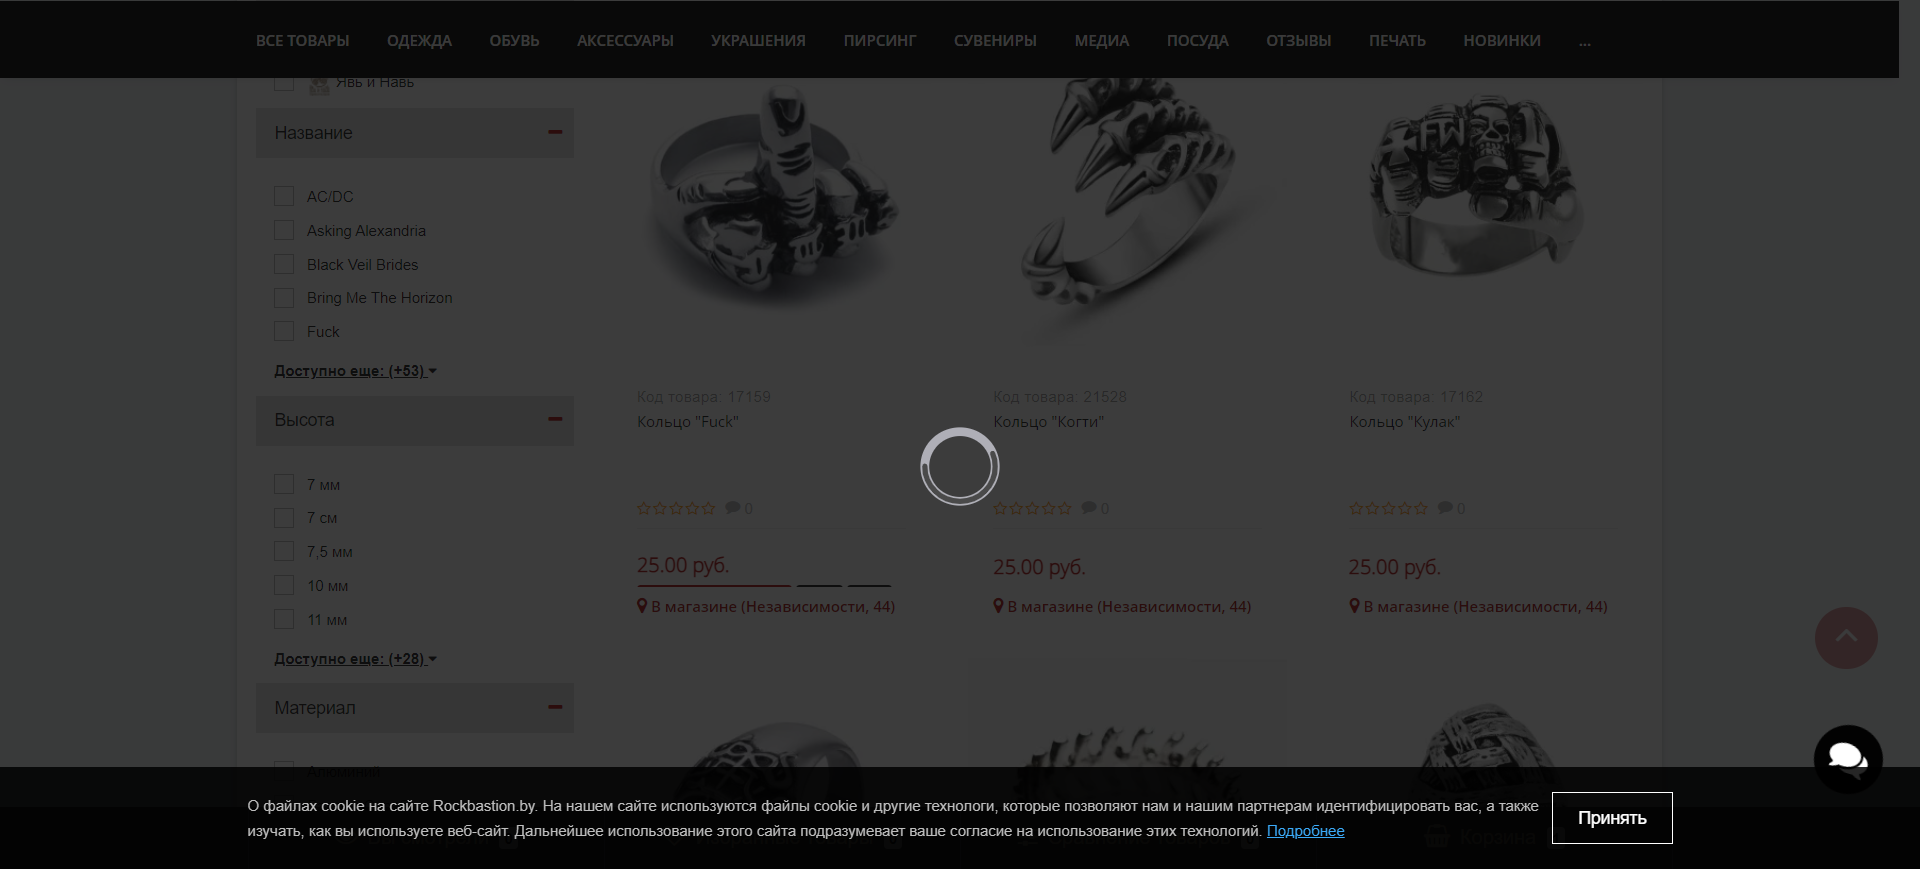 ВСЕ ТОВАРЫ ОДЕЖДА ОБУВЬ АКСЕССУАРЫ УКРАШЕНИЯ ПИРСИНГ СУВЕНИРЫ МЕДИА ПОСУДА ОТЗЫВЫ ПЕЧАТЬ НОВИНКИ ...
Явь и Навь
Название
AC/DC
Asking Alexandria
Black Veil Brides
Bring Me The Horizon
Fuck
Доступно еще: (+53)
Высота
7 мм
7 см
7,5 мм
10 мм
11 мм
Доступно еще: (+28)
Материал
Алюминий
Код товара: 17159
Кольцо "Fuck"
0
25.00 руб.
В магазине (Независимости, 44)
Код товара: 21528
Кольцо "Когти"
0
25.00 руб.
В магазине (Независимости, 44)
Код товара: 17162
Кольцо "Кулак"
0
25.00 руб.
В магазине (Независимости, 44)
О файлах cookie на сайте Rockbastion.by. На нашем сайте используются файлы cookie и другие технологи, которые позволяют нам и нашим партнерам идентифицировать вас, а также
изучать, как вы используете веб-сайт. Дальнейшее использование этого сайта подразумевает ваше согласие на использование этих технологий. Подробнее
Принять
Корзина